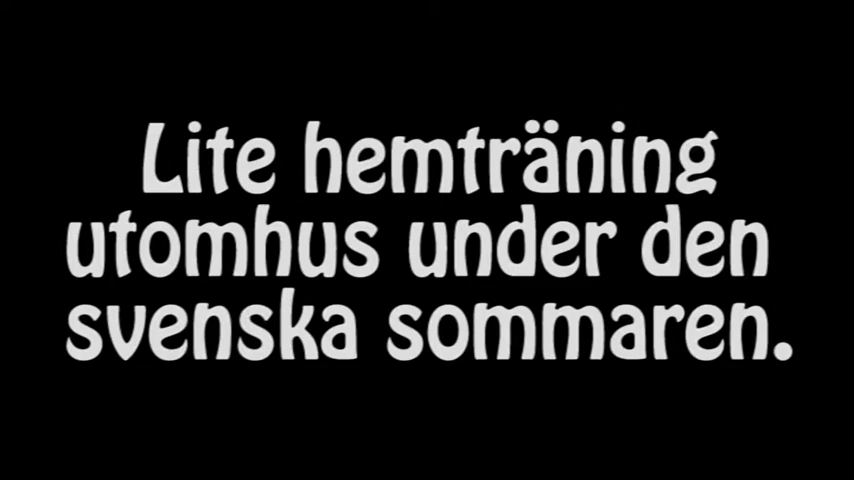 Lite hemträning
utomhus under den
svenska sommaren.